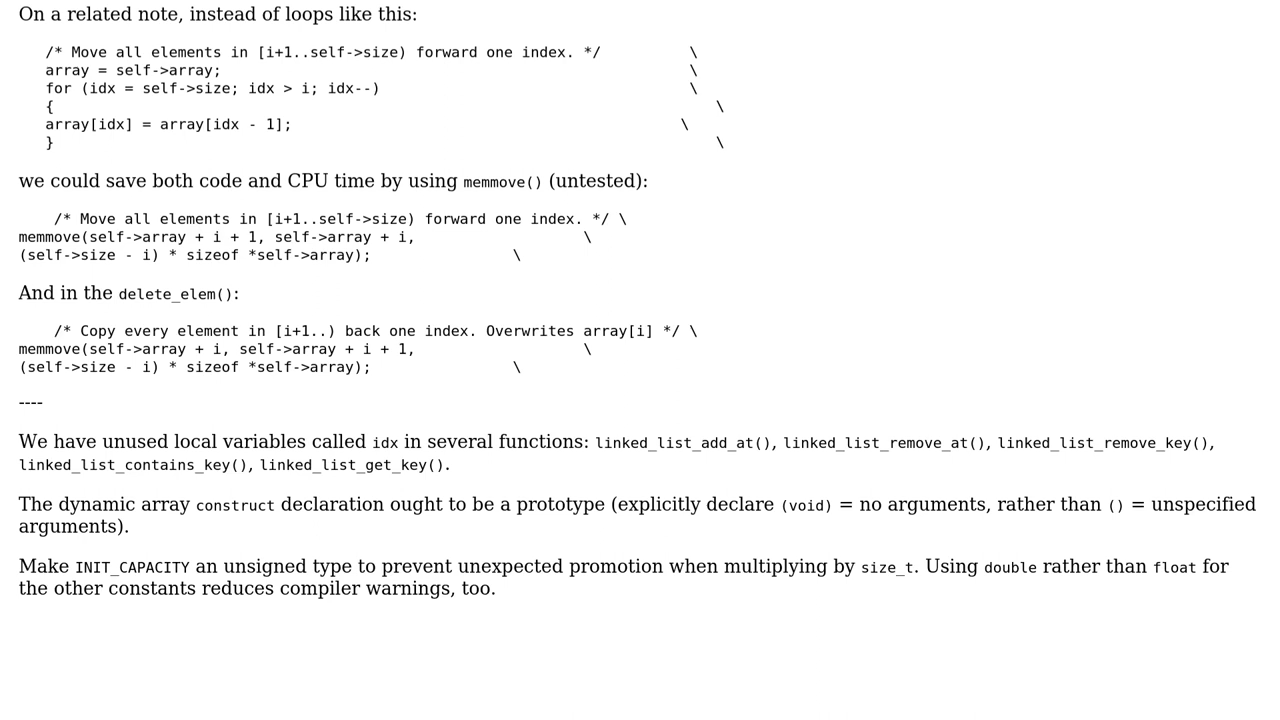 On a related note, instead of loops like this:
/* Move all elements in [i+1..self->size) forward one index. */          \
array = self->array;                                                     \
for (idx = self->size; idx > i; idx--)                                   \
{                                                                           \
array[idx] = array[idx - 1];                                            \
}                                                                           \
we could save both code and CPU time by using memmove() (untested):
    /* Move all elements in [i+1..self->size) forward one index. */ \
memmove(self->array + i + 1, self->array + i,                   \
(self->size - i) * sizeof *self->array);                \
And in the delete_elem():
    /* Copy every element in [i+1..) back one index. Overwrites array[i] */ \
memmove(self->array + i, self->array + i + 1,                   \
(self->size - i) * sizeof *self->array);                \
----
We have unused local variables called idx in several functions: linked_list_add_at(), linked_list_remove_at(), linked_list_remove_key(),
linked_list_contains_key(), linked_list_get_key().
The dynamic array construct declaration ought to be a prototype (explicitly declare (void) = no arguments, rather than () = unspecified
arguments).
Make INIT_CAPACITY an unsigned type to prevent unexpected promotion when multiplying by size_t. Using double rather than float for
the other constants reduces compiler warnings, too.